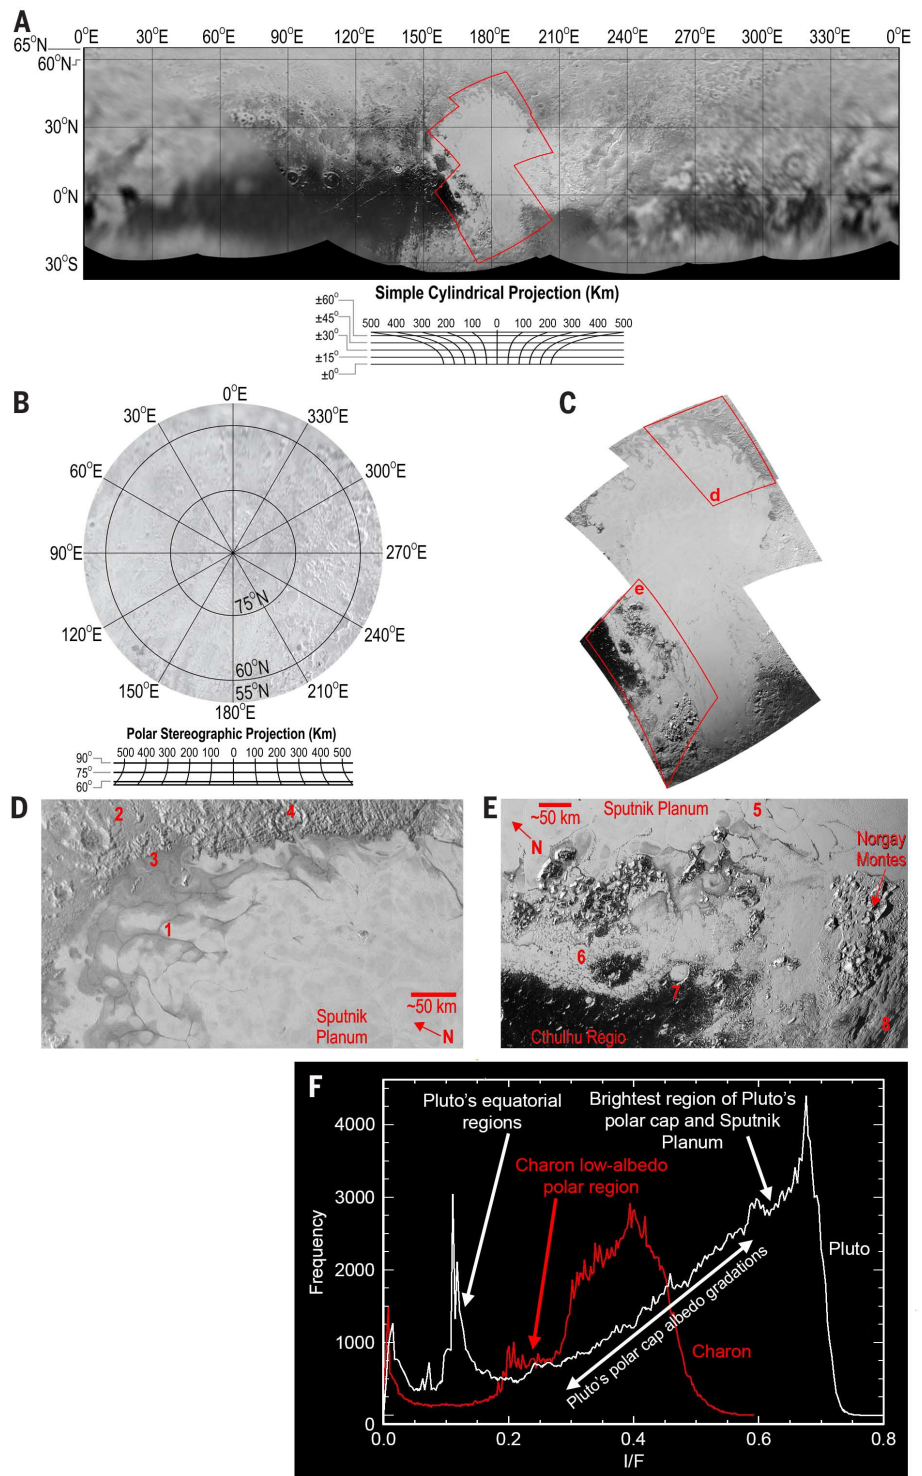 A
0°E 30°E 60°E 90°E 120°E 150°E 180°E 210°E 240°E 270°E 300°E 330°E 0°E
65°N
60°N
30°N
0°N
30°S
Simple Cylindrical Projection (Km)
±60°
±45°
±30°
±15°
±0°
500 400 300 200 100 0 100 200 300 400 500
B
0°E
30°E 330°E
60°E 300°E
90°E 270°E
120°E 240°E
150°E 210°E
180°E
75°N
60°N
55°N
Polar Stereographic Projection (Km)
500 400 300 200 100 0 100 200 300 400 500
90°
75°
60°
C
d
e
D
2
4
3
1
~50 km
Sputnik
Planum
N
E
~50 km
Sputnik Planum
5
N
Norgay
Montes
6
7
8
Cthulhu Regio
F
Pluto's equatorial
regions
Brightest region of Pluto's
polar cap and Sputnik
Planum
Charon low-albedo
polar region
Pluto
Pluto's polar cap albedo gradations
Charon
Frequency
4000
3000
2000
1000
0
0.0 0.2 0.4 0.6 0.8
I/F